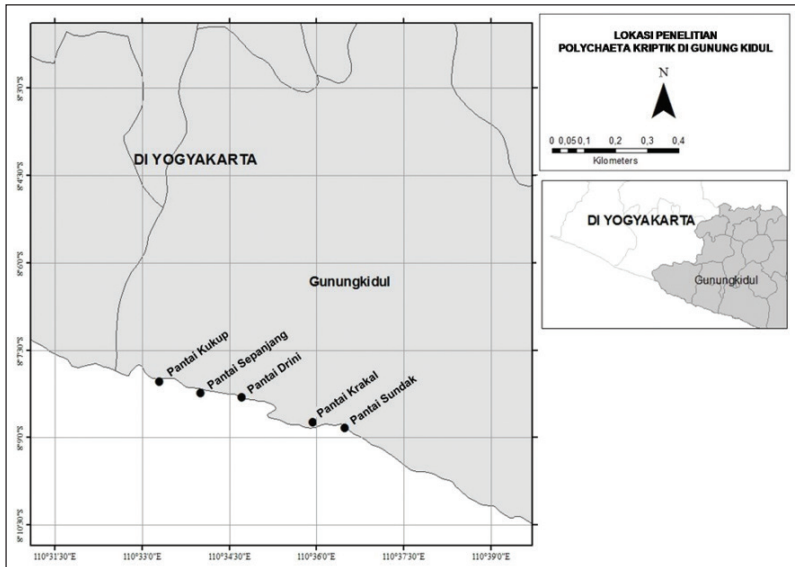 DI YOGYAKARTA
Gunungkidul
Pantai Kukup
Pantai Sepanjang
Pantai Drini
Pantai Krakal
Pantai Sundak
8°3'0"S
8°4'30"S
8°6'0"S
8°7'30"S
8°9'0"S
8°10'30"S
110°31'30"E
110°33'0"E
110°34'30"E
110°36'0"E
110°37'30"E
110°39'0"E
LOKASI PENELITIAN
POLYCHAETA KRIPTIK DI GUNUNG KIDUL
N
0 0,05 0,1 0,2 0,3 0,4
Kilometers
DI YOGYAKARTA
Gunungkidul